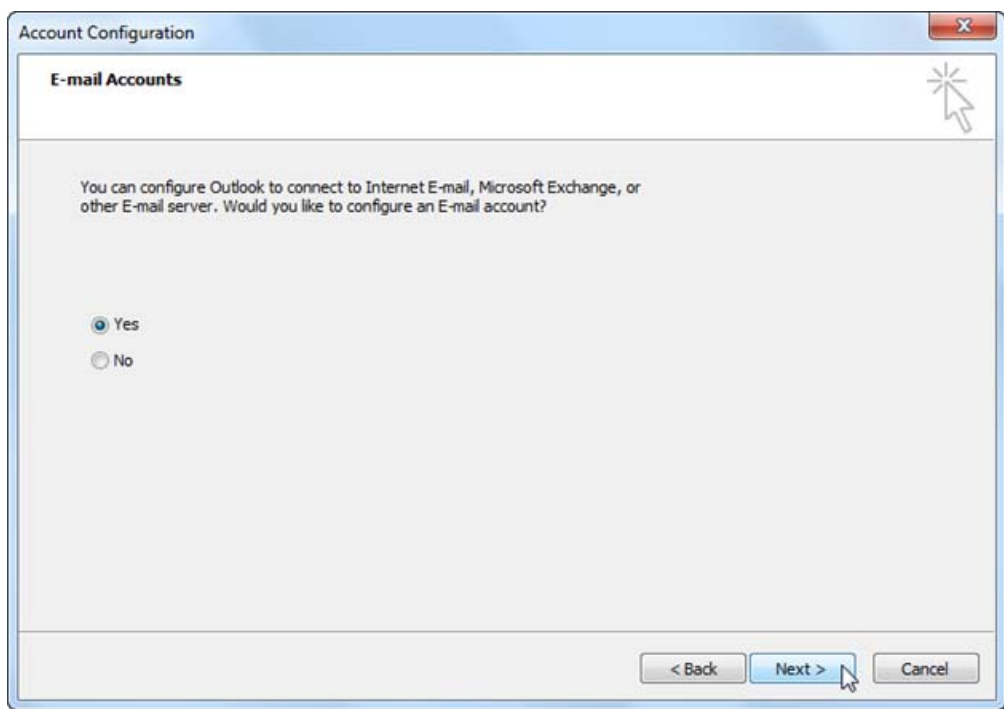 Account Configuration
E-mail Accounts
You can configure Outlook to connect to Internet E-mail, Microsoft Exchange, or
other E-mail server. Would you like to configure an E-mail account?
Yes
No
< Back
Next >
Cancel